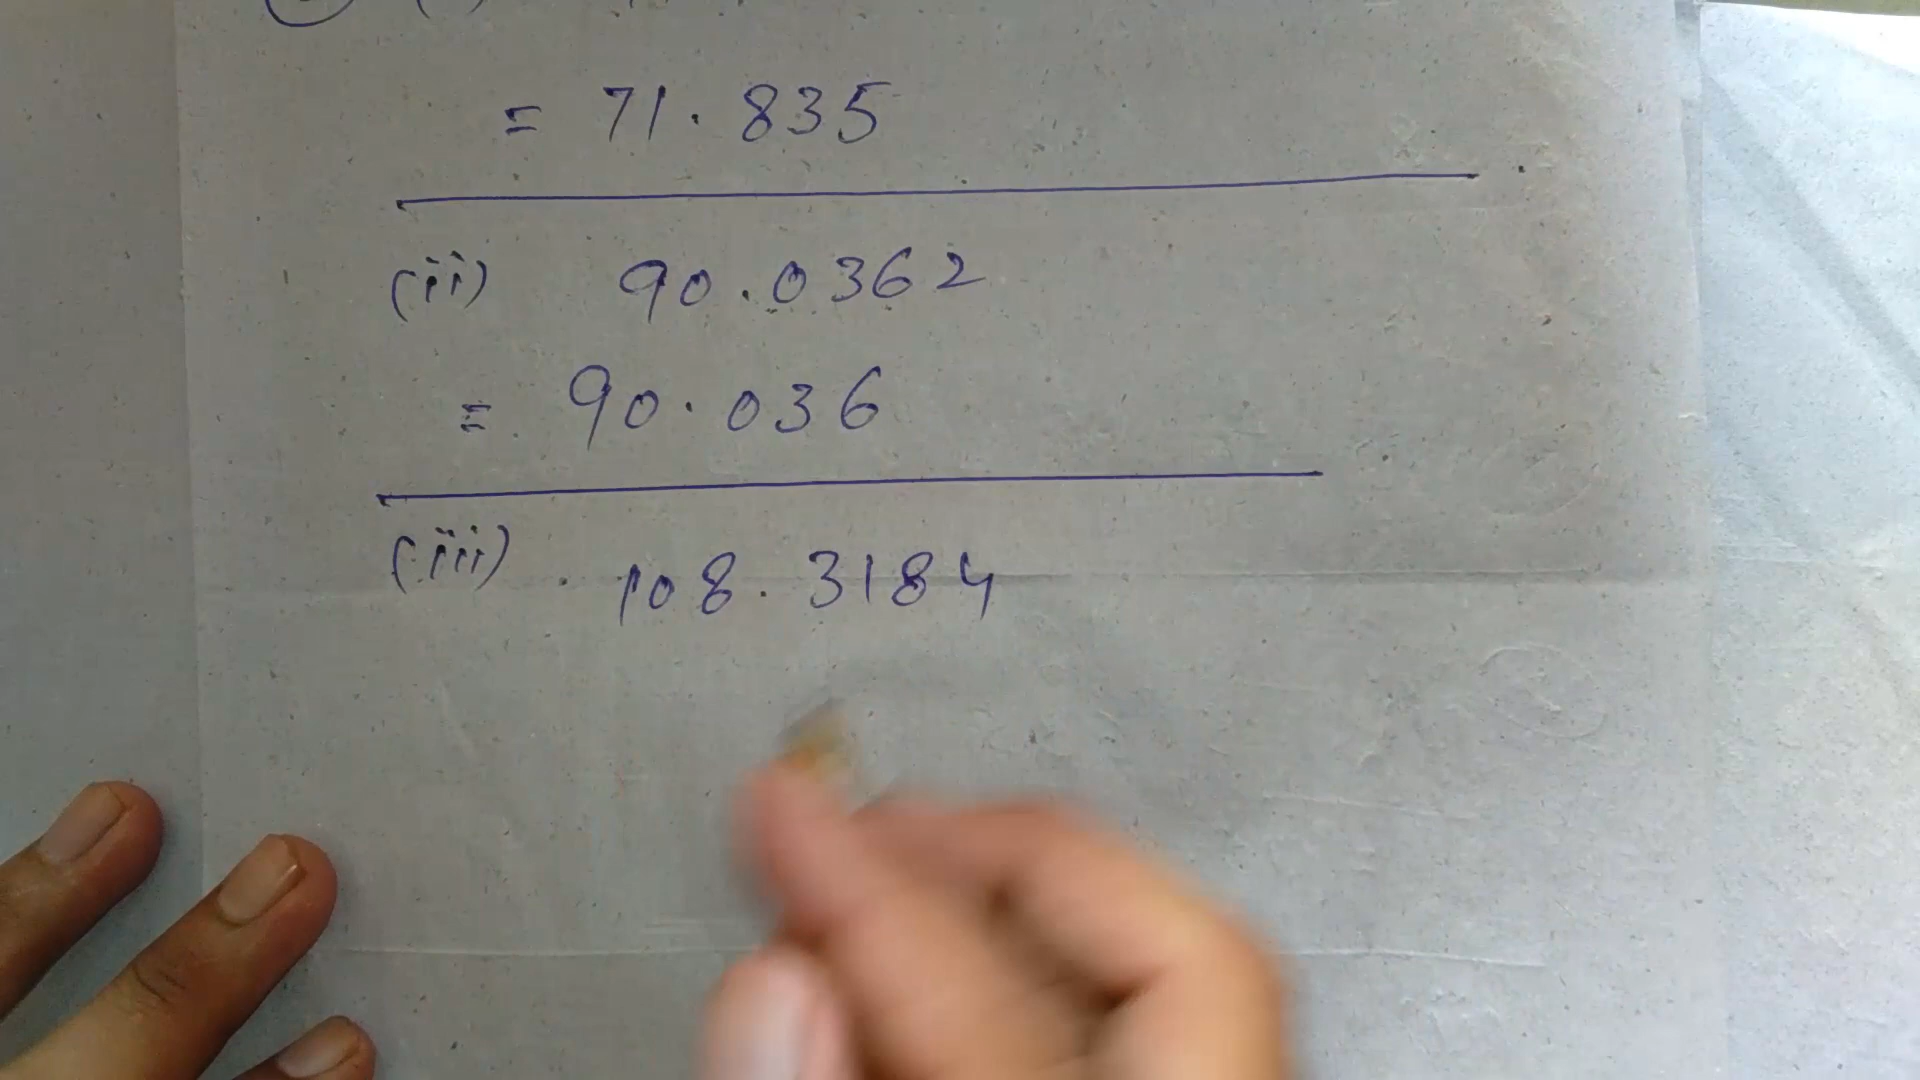 = 71.835
(ii) 90.0362
= 90.036
(iii) 108.3184